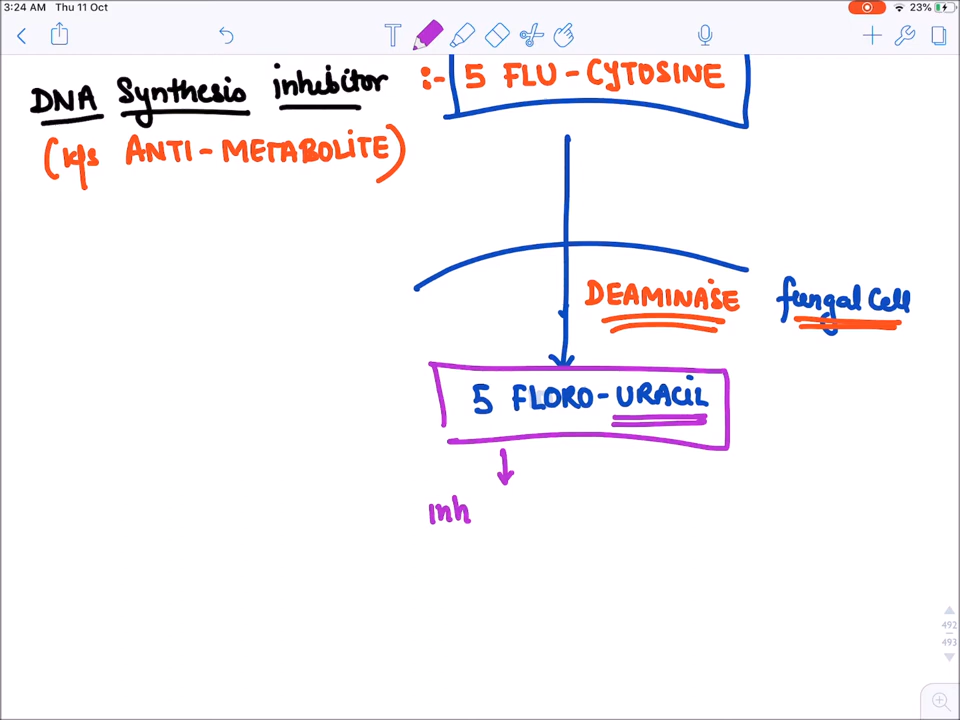 3:24 AM Thu 11 Oct
23%
T
DNA Synthesis inhebitor :- 5 FLU-CYTOSINE
(k/s ANTI-METABOLITE)
DEAMINASE fungal Cell
5 FLORO-URACIL
Inh
492
493